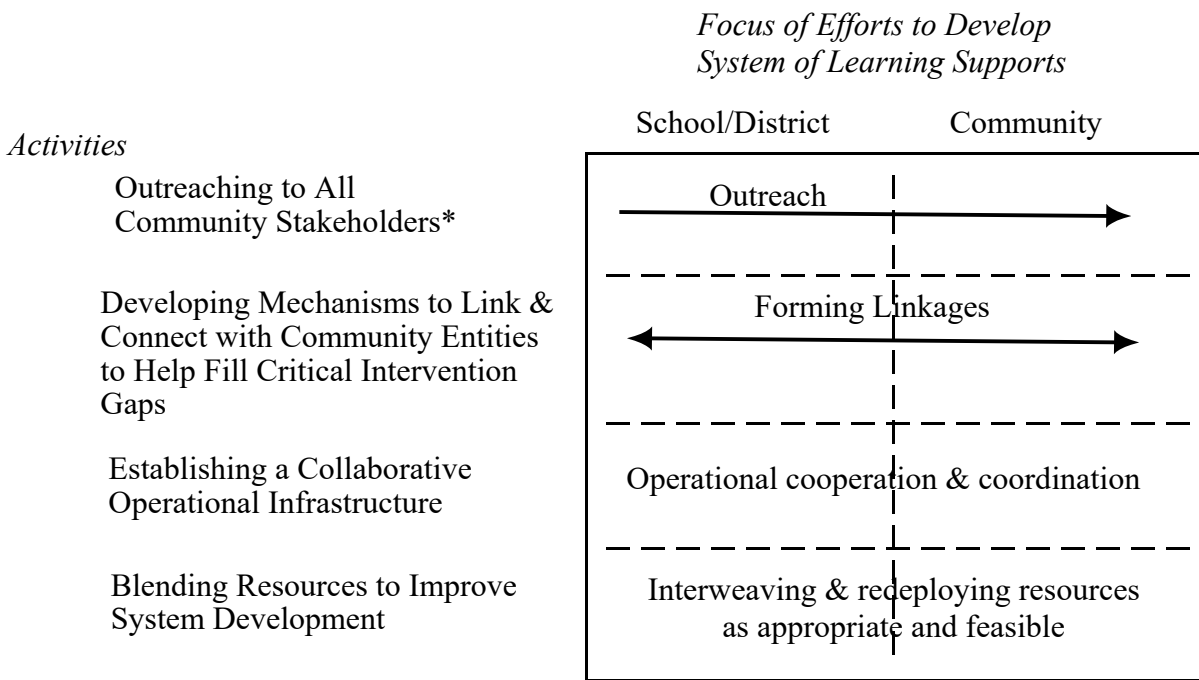 Focus of Efforts to Develop
System of Learning Supports
School/District
Community
Activities
Outreaching to All
Community Stakeholders*
Outreach
Developing Mechanisms to Link &
Connect with Community Entities
to Help Fill Critical Intervention
Gaps
Forming Linkages
Establishing a Collaborative
Operational Infrastructure
Operational cooperation & coordination
Blending Resources to Improve
System Development
Interweaving & redeploying resources
as appropriate and feasible